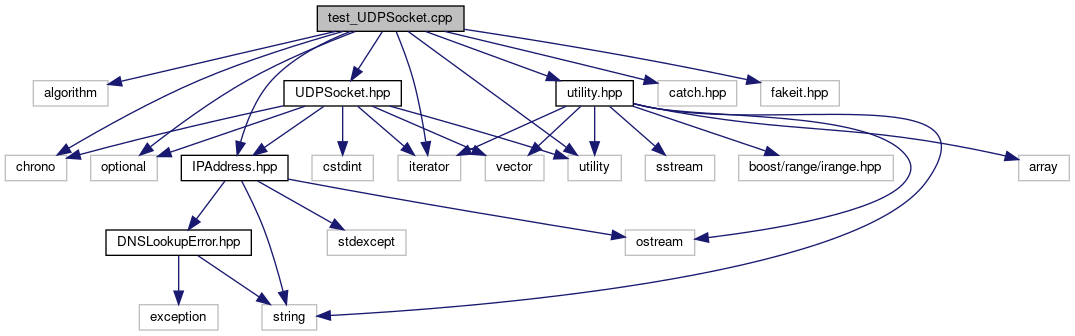 test_UDPSocket.cpp
algorithm
UDPSocket.hpp
utility.hpp
catch.hpp
fakeit.hpp
chrono
optional
IPAddress.hpp
cstdint
iterator
vector
utility
sstream
boost/range/irange.hpp
array
DNSLookupError.hpp
stdexcept
ostream
exception
string